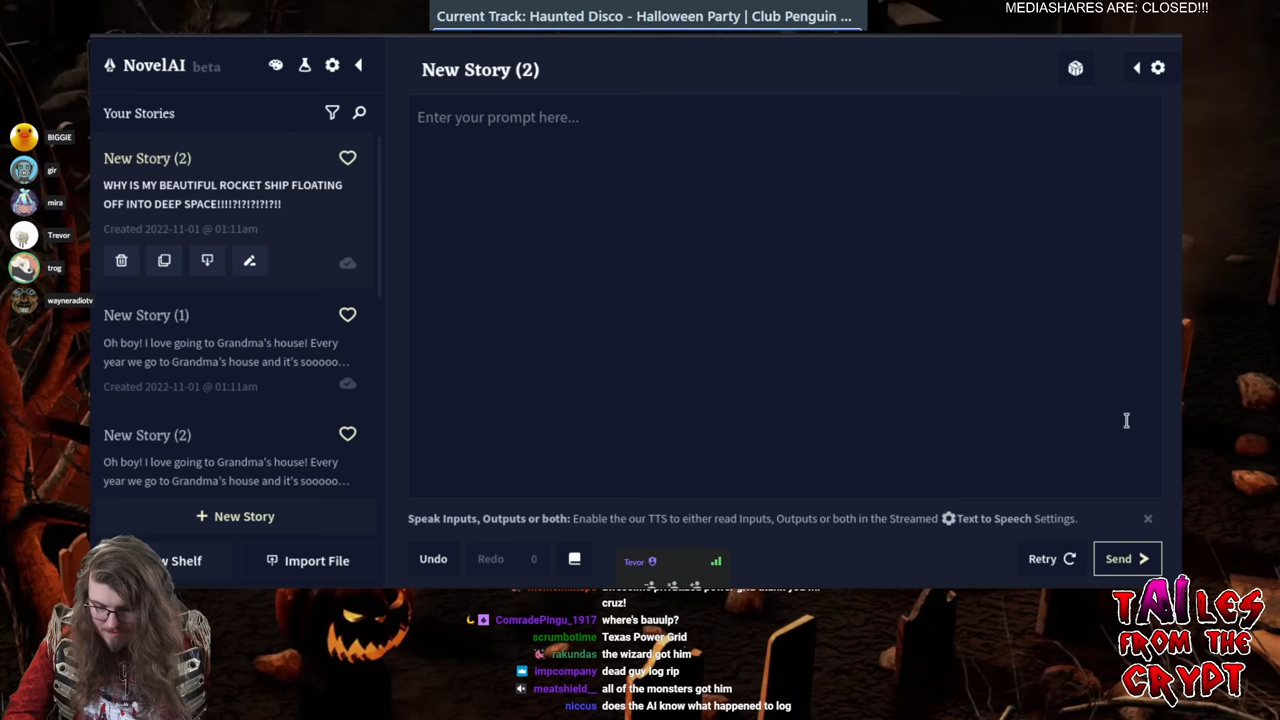 Current Track: Haunted Disco - Halloween Party | Club Penguin ...
MEDIASHARES ARE: CLOSED!!!
NovelAI beta
New Story (2)
Your Stories
Enter your prompt here...
BIGGIE
gir
mira
Trevor
trog
wayneradiotv
New Story (2)
WHY IS MY BEAUTIFUL ROCKET SHIP FLOATING
OFF INTO DEEP SPACE!!!!?!?!?!?!!
Created 2022-11-01 @ 01:11am
New Story (1)
Oh boy! I love going to Grandma's house! Every
year we go to Grandma's house and it's sooooo...
Created 2022-11-01 @ 01:11am
New Story (2)
Oh boy! I love going to Grandma's house! Every
year we go to Grandma's house and it's sooooo...
+ New Story
w Shelf
Import File
Speak Inputs, Outputs or both: Enable the our TTS to either read Inputs, Outputs or both in the Streamed Text to Speech Settings.
Undo
Redo
0
Tevor
Retry
Send
cruz!
ComradePingu_1917 where's bauulp?
scrumbotime Texas Power Grid
rakundas the wizard got him
impcompany dead guy log rip
meatshield__ all of the monsters got him
niccus does the AI know what happened to log
TAILES
FROM THE
CRYPT